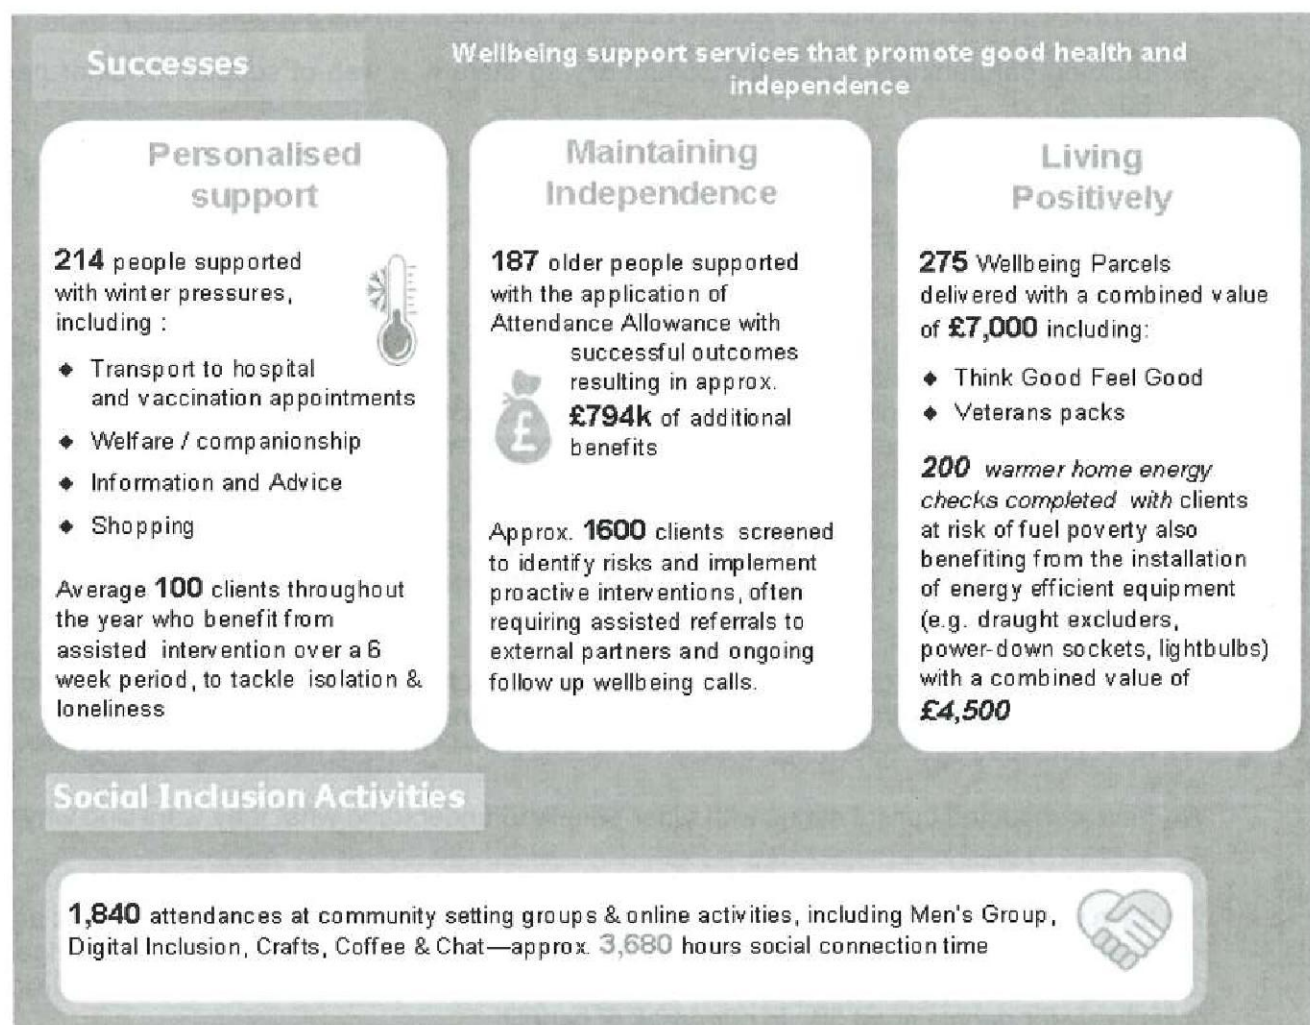 Successes
Wellbeing support services that promote good health and
independence
Personalised
support
214 people supported
with winter pressures,
including :
◆ Transport to hospital
and vaccination appointments
◆ Welfare / companionship
◆ Information and Advice
◆ Shopping
Average 100 clients throughout
the year who benefit from
assisted intervention over a 6
week period, to tackle isolation &
loneliness
Maintaining
Independence
187 older people supported
with the application of
Attendance Allowance with
successful outcomes
resulting in approx.
£794k of additional
benefits
£
Approx. 1600 clients screened
to identify risks and implement
proactive interventions, often
requiring assisted referrals to
external partners and ongoing
follow up wellbeing calls.
Living
Positively
275 Wellbeing Parcels
delivered with a combined value
of £7,000 including:
◆ Think Good Feel Good
◆ Veterans packs
200 warmer home energy
checks completed with clients
at risk of fuel poverty also
benefiting from the installation
of energy efficient equipment
(e.g. draught excluders,
power-down sockets, lightbulbs)
with a combined value of
£4,500
Social Inclusion Activities
1,840 attendances at community setting groups & online activities, including Men's Group,
Digital Inclusion, Crafts, Coffee & Chat—approx. 3,680 hours social connection time